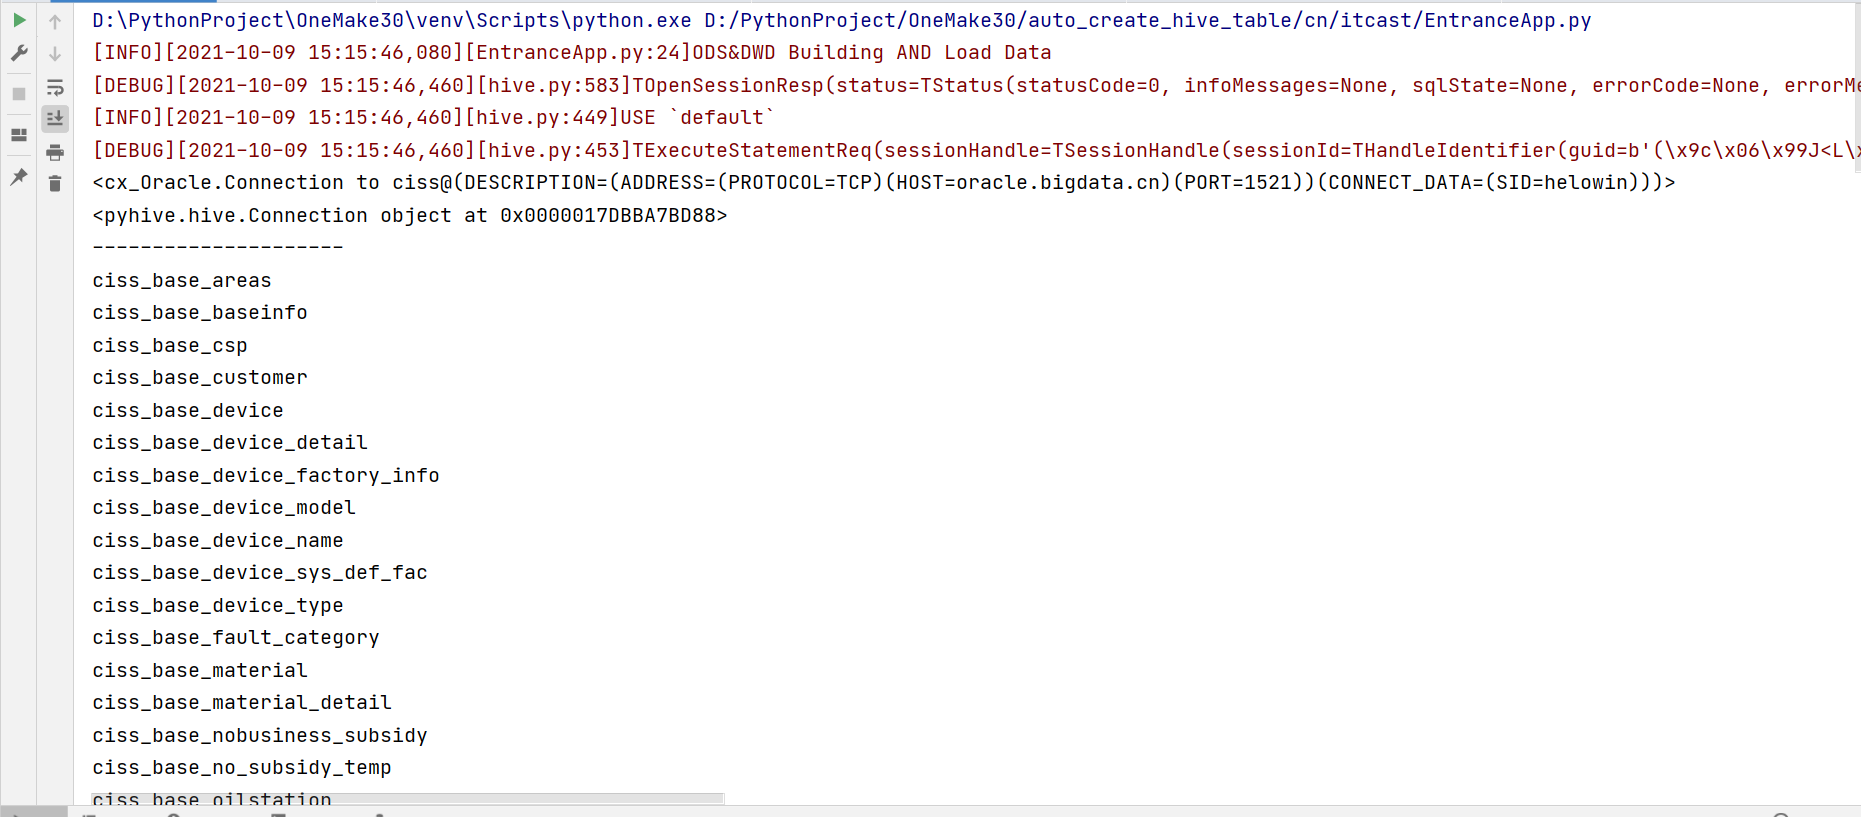 D:\PythonProject\OneMake30\venv\Scripts\python.exe D:/PythonProject/OneMake30/auto_create_hive_table/cn/itcast/EntranceApp.py
[INFO][2021-10-09 15:15:46,080][EntranceApp.py:24]ODS&DWD Building AND Load Data
[DEBUG][2021-10-09 15:15:46,460][hive.py:583]TOpenSessionResp(status=TStatus(statusCode=0, infoMessages=None, sqlState=None, errorCode=None, errorMe
[INFO][2021-10-09 15:15:46,460][hive.py:449]USE `default`
[DEBUG][2021-10-09 15:15:46,460][hive.py:453]TExecuteStatementReq(sessionHandle=TSessionHandle(sessionId=THandleIdentifier(guid=b'(\x9c\x06\x99J<L\x
<cx_Oracle.Connection to ciss@(DESCRIPTION=(ADDRESS=(PROTOCOL=TCP)(HOST=oracle.bigdata.cn)(PORT=1521))(CONNECT_DATA=(SID=helowin)))>
<pyhive.hive.Connection object at 0x0000017DBBA7BD88>
---------------------
ciss_base_areas
ciss_base_baseinfo
ciss_base_csp
ciss_base_customer
ciss_base_device
ciss_base_device_detail
ciss_base_device_factory_info
ciss_base_device_model
ciss_base_device_name
ciss_base_device_sys_def_fac
ciss_base_device_type
ciss_base_fault_category
ciss_base_material
ciss_base_material_detail
ciss_base_nobusiness_subsidy
ciss_base_no_subsidy_temp
ciss_base_oilstation